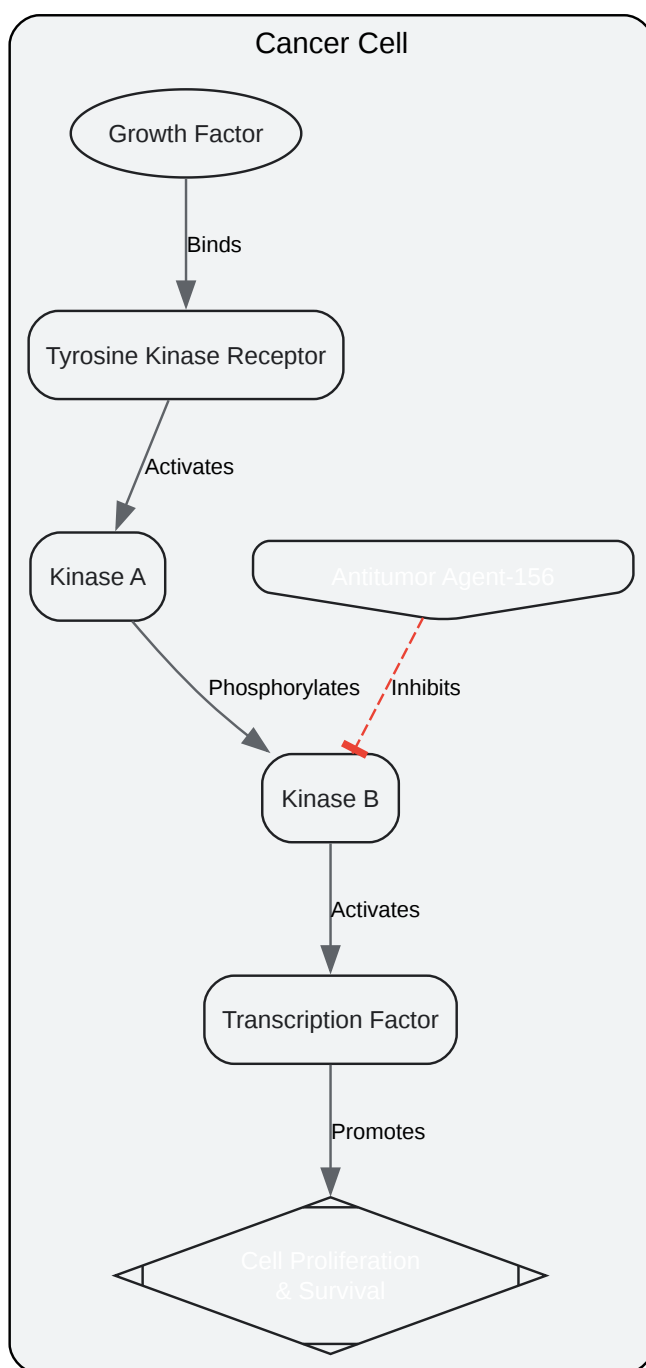 Cancer Cell
Growth Factor
Binds
Tyrosine Kinase Receptor
Activates
Kinase A
Antitumor Agent-156
Phosphorylates
Inhibits
Kinase B
Activates
Transcription Factor
Promotes
Cell Proliferation
& Survival